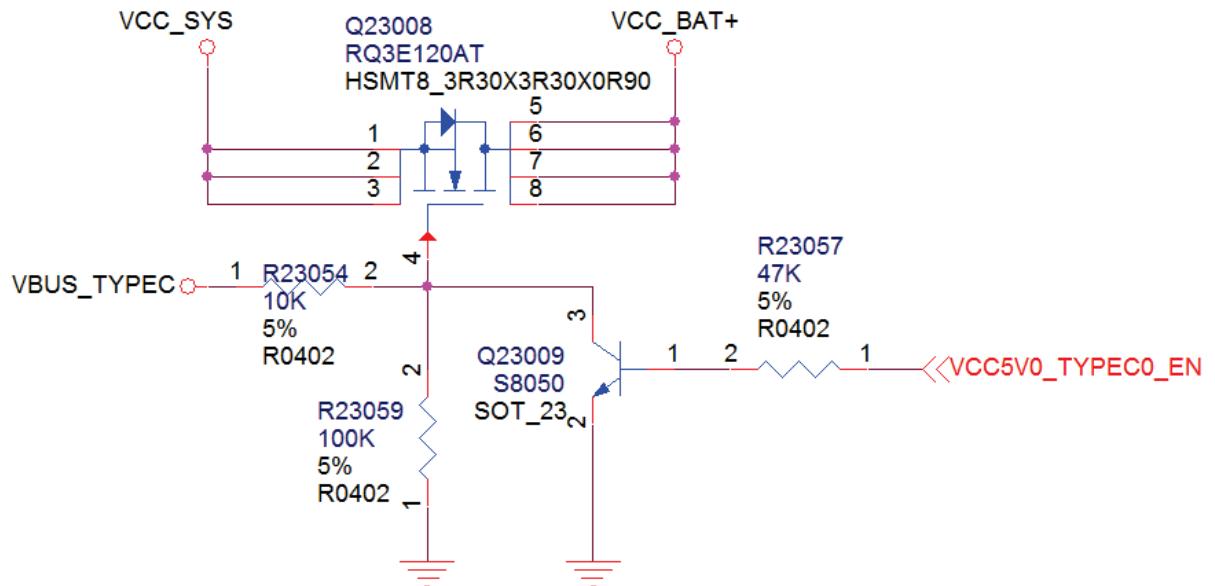 VCC_SYS
Q23008
RQ3E120AT
HSMT8_3R30X3R30X0R90
VCC_BAT+
1
2
3
5
6
7
8
4
VBUS_TYPEC
1
R23054
2
10K
5%
R0402
R23057
47K
5%
R0402
3
Q23009
S8050
SOT_23
1
2
1
VCC5V0_TYPEC0_EN
2
2
R23059
100K
5%
R0402
1